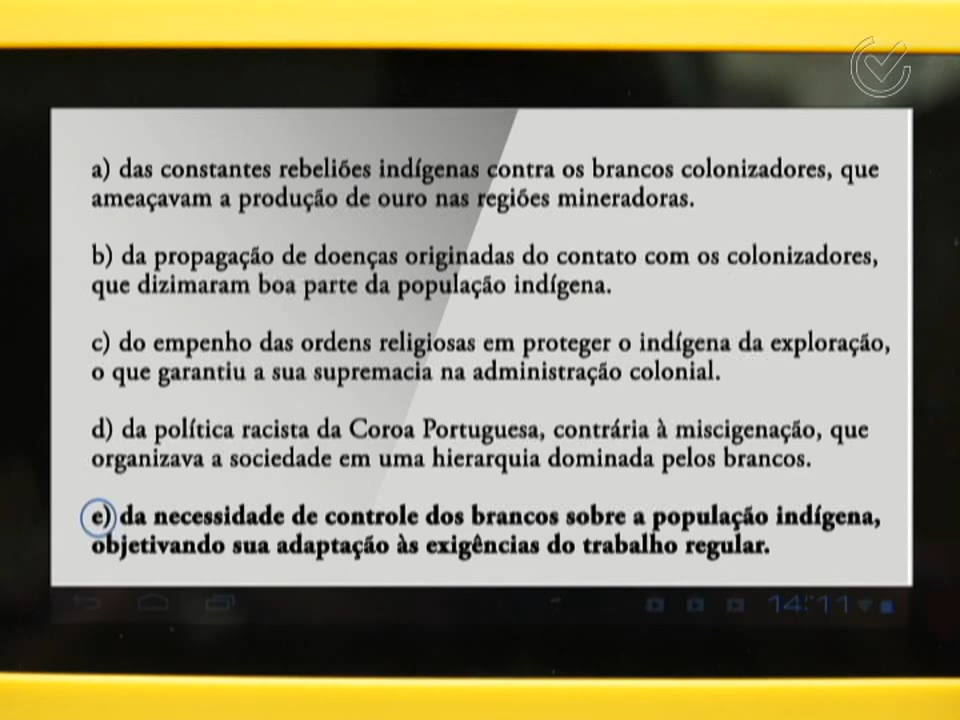 a) das constantes rebeliões indígenas contra os brancos colonizadores, que
ameaçavam a produção de ouro nas regiões mineradoras.
b) da propagação de doenças originadas do contato com os colonizadores,
que dizimaram boa parte da população indígena.
c) do empenho das ordens religiosas em proteger o indígena da exploração,
o que garantiu a sua supremacia na administração colonial.
d) da política racista da Coroa Portuguesa, contrária à miscigenação, que
organizava a sociedade em uma hierarquia dominada pelos brancos.
e) da necessidade de controle dos brancos sobre a população indígena,
objetivando sua adaptação às exigências do trabalho regular.
14:11